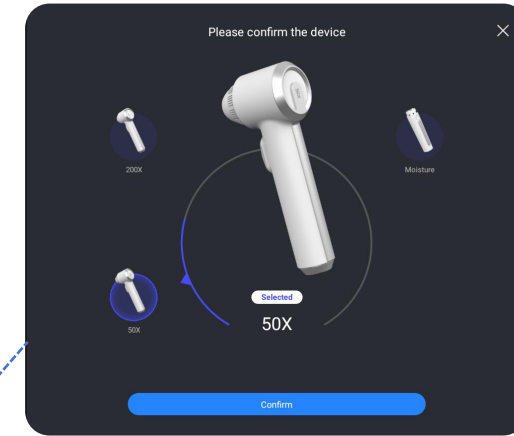 Please confirm the device
200X
Moisture
50X
Selected
50X
Confirm